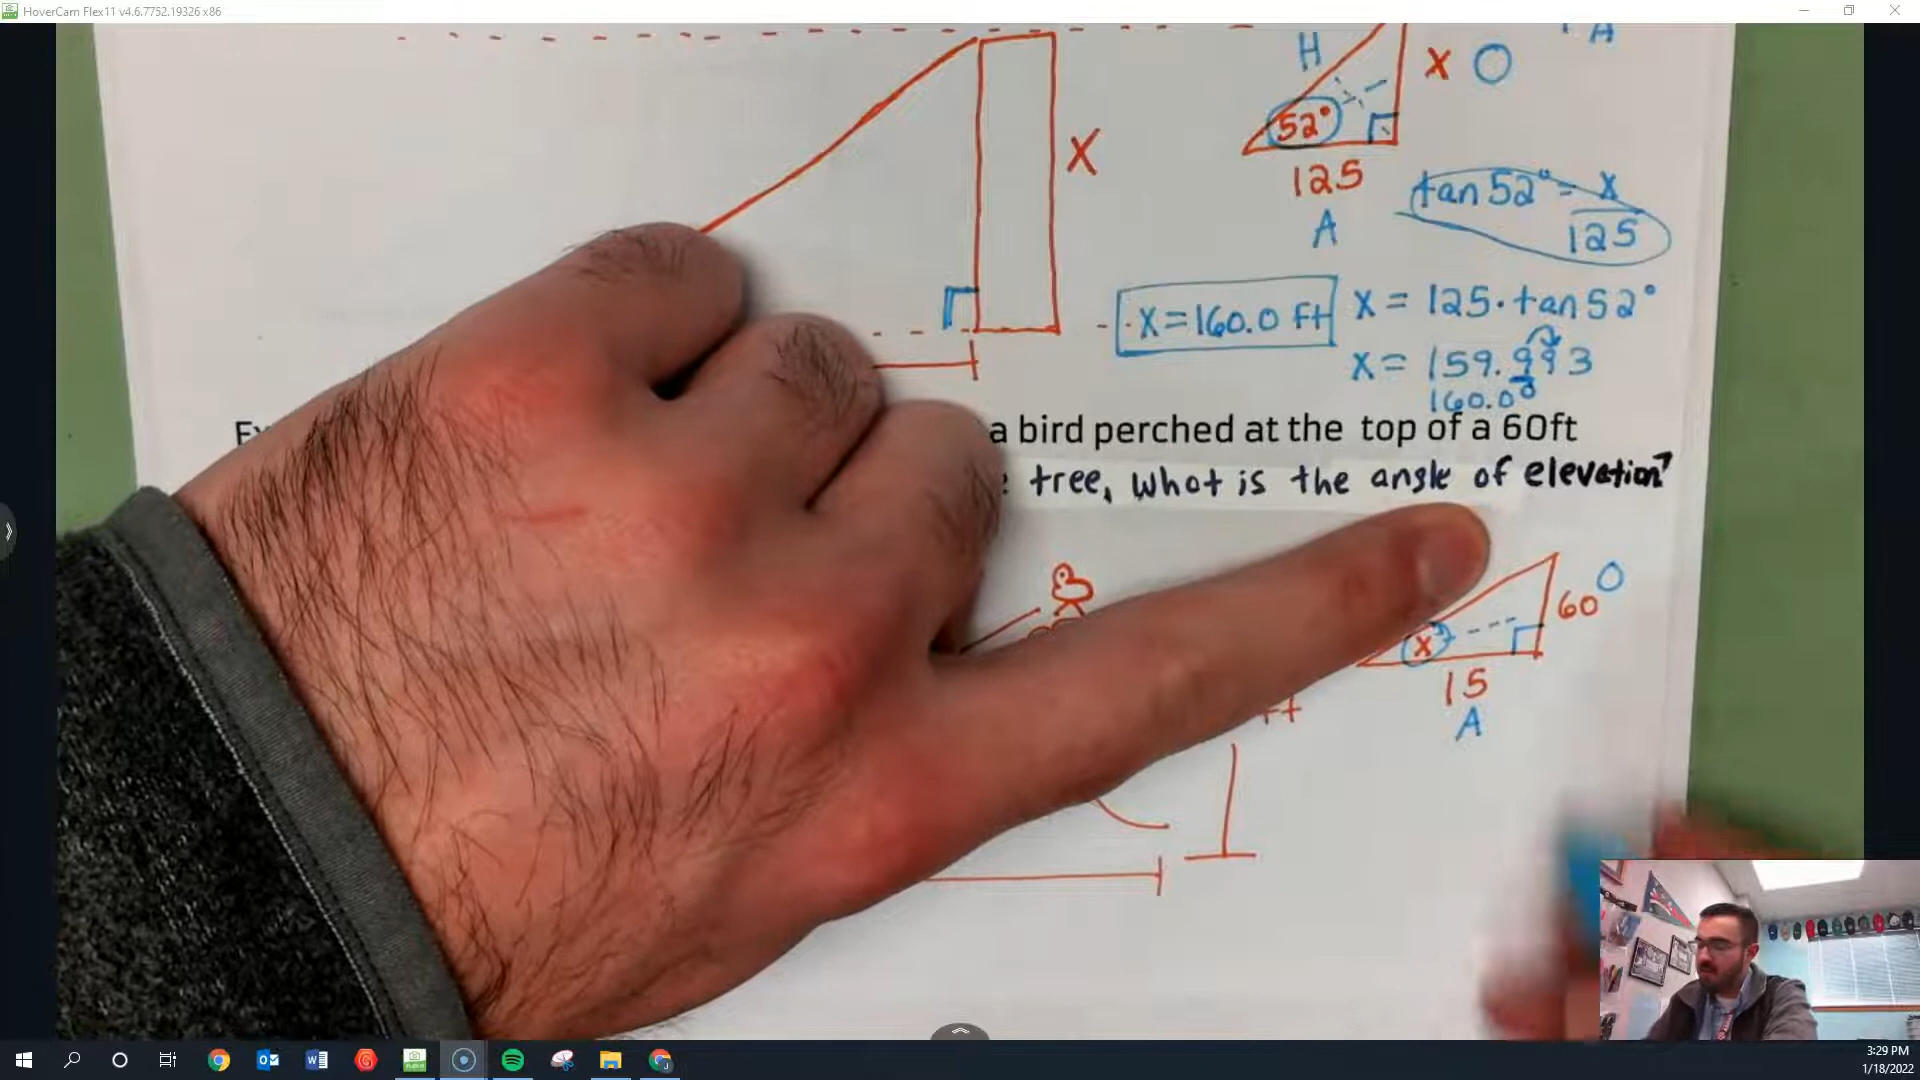 HoverCam Flex11 v4.6.7752.19326 x86
H
X O
A
52°
125
A
tan 52° = x
125
X
X = 160.0 Ft
X = 125 · tan 52°
X = 159.993
160.0
a bird perched at the top of a 60ft
tree, What is the angle of elevation?
60 O
X
15
A
ft
3:29 PM
1/18/2022